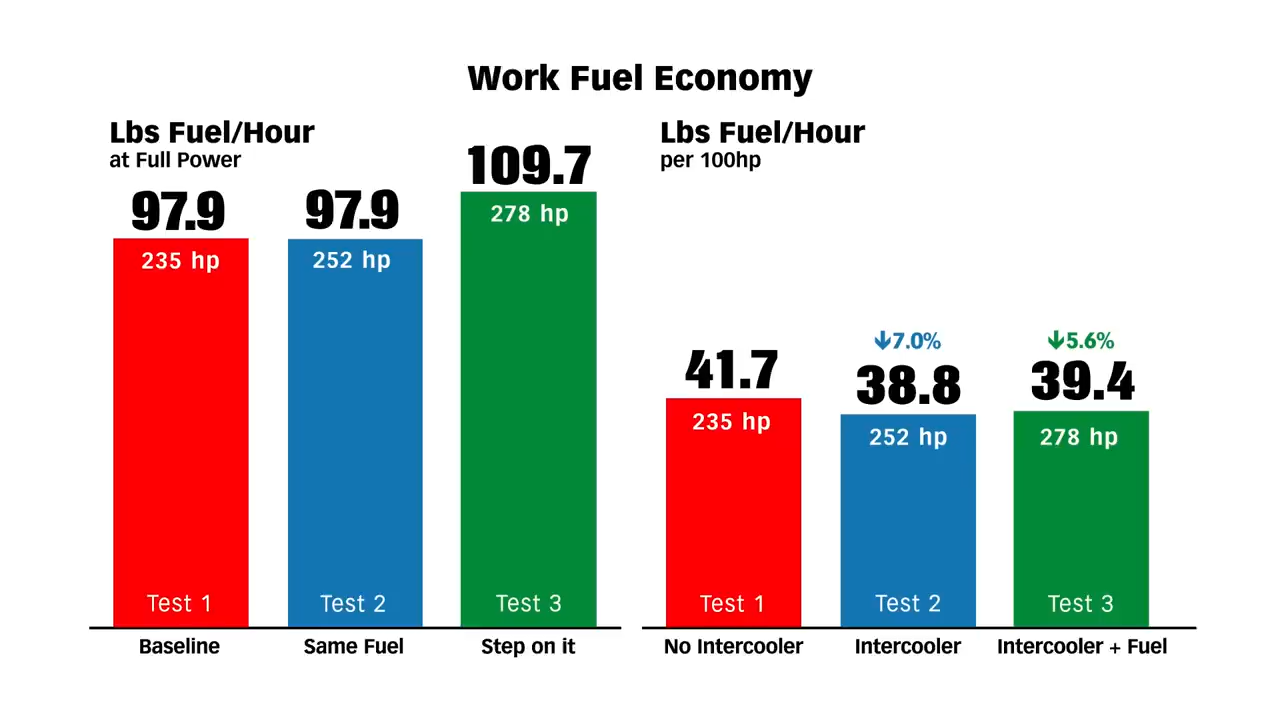 Work Fuel Economy
Lbs Fuel/Hour
at Full Power
97.9
235 hp
Test 1
Baseline
97.9
252 hp
Test 2
Same Fuel
109.7
278 hp
Test 3
Step on it
Lbs Fuel/Hour
per 100hp
41.7
235 hp
Test 1
No Intercooler
↓7.0%
38.8
252 hp
Test 2
Intercooler
↓5.6%
39.4
278 hp
Test 3
Intercooler + Fuel